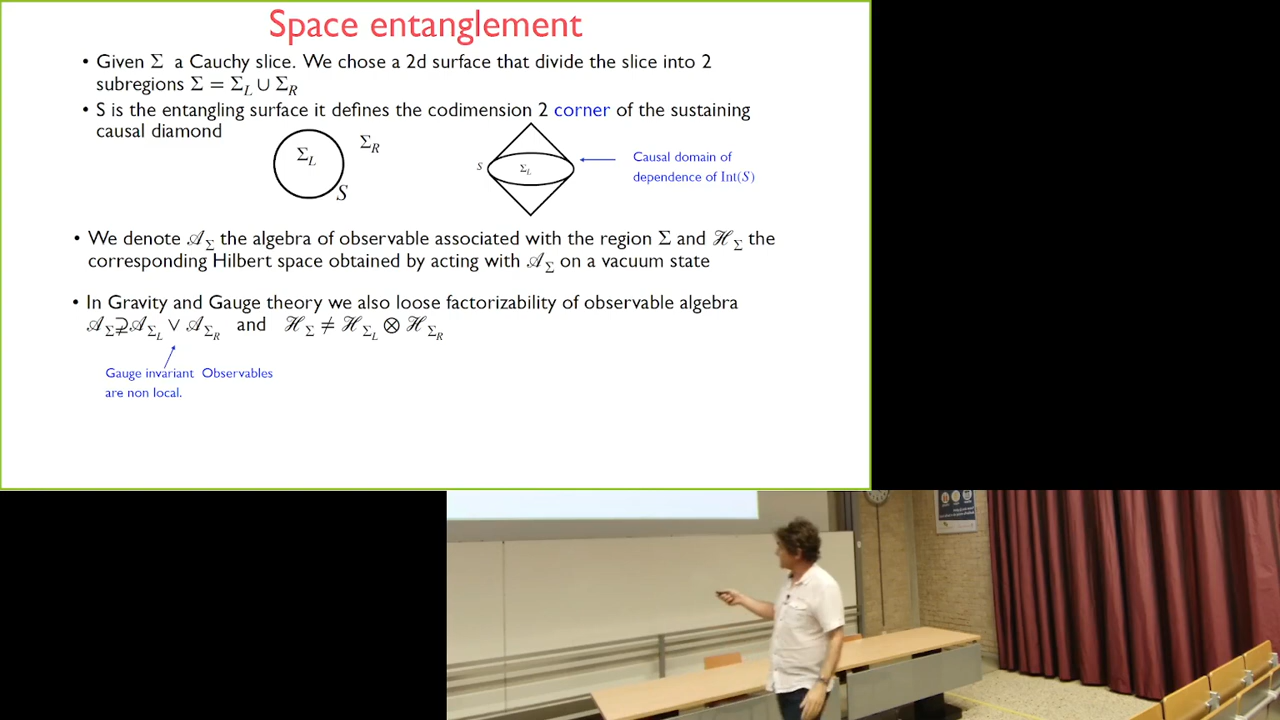 Space entanglement
• Given Σ a Cauchy slice. We chose a 2d surface that divide the slice into 2
subregions Σ = Σ_L ∪ Σ_R
• S is the entangling surface it defines the codimension 2 corner of the sustaining
causal diamond
Σ_L
Σ_R
S
S
Σ_L
Causal domain of
dependence of Int(S)
• We denote 𝒜_Σ the algebra of observable associated with the region Σ and ℋ_Σ the
corresponding Hilbert space obtained by acting with 𝒜_Σ on a vacuum state
• In Gravity and Gauge theory we also loose factorizability of observable algebra
𝒜_Σ ⊋ 𝒜_Σ_L ∨ 𝒜_Σ_R and ℋ_Σ ≠ ℋ_Σ_L ⊗ ℋ_Σ_R
Gauge invariant Observables
are non local.